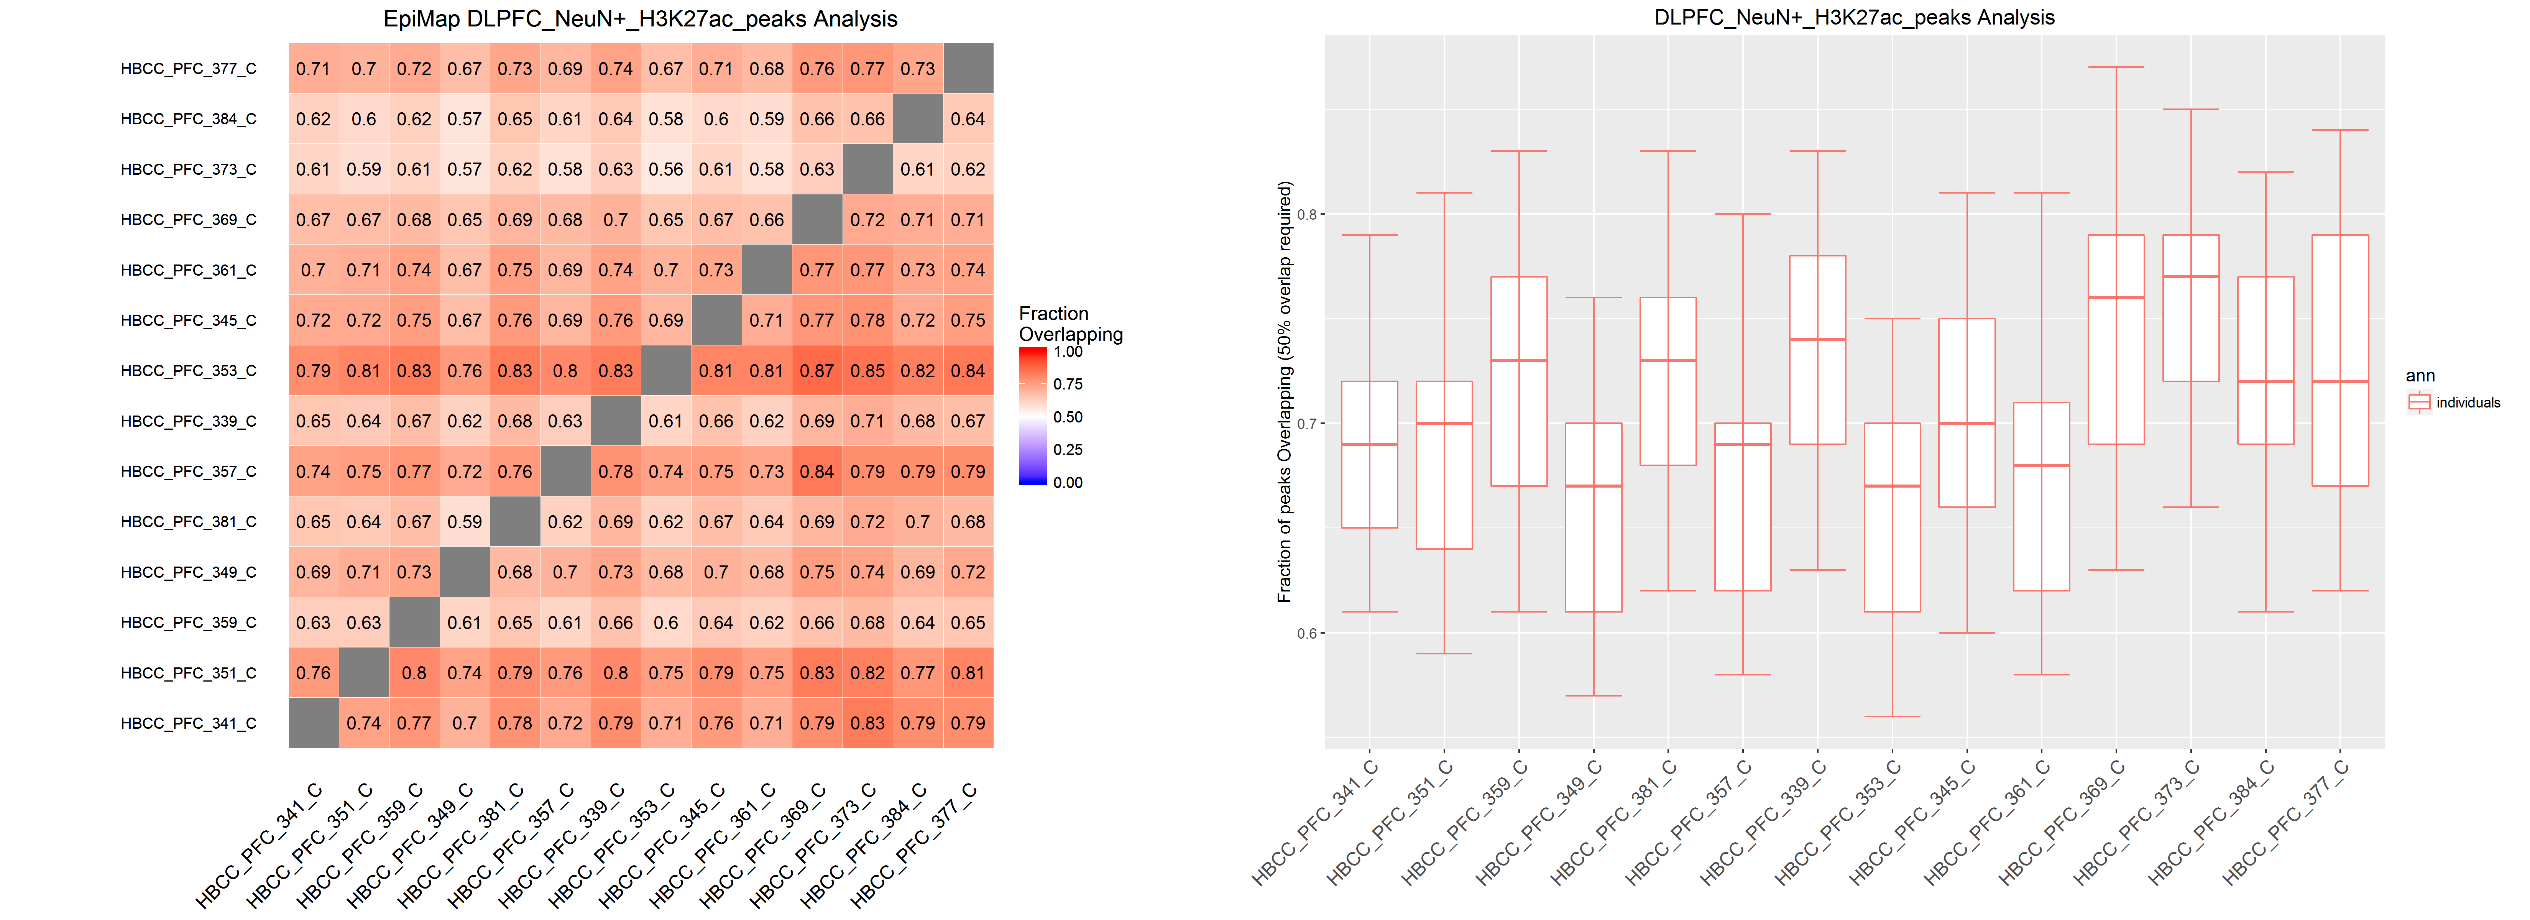 EpiMap DLPFC_NeuN+_H3K27ac_peaks Analysis
HBCC_PFC_377_C 0.71 0.7 0.72 0.67 0.73 0.69 0.74 0.67 0.71 0.68 0.76 0.77 0.73
HBCC_PFC_384_C 0.62 0.6 0.62 0.57 0.65 0.61 0.64 0.58 0.6 0.59 0.66 0.66 0.64
HBCC_PFC_373_C 0.61 0.59 0.61 0.57 0.62 0.58 0.63 0.56 0.61 0.58 0.63 0.61 0.62
HBCC_PFC_369_C 0.67 0.67 0.68 0.65 0.69 0.68 0.7 0.65 0.67 0.66 0.72 0.71 0.71
HBCC_PFC_361_C 0.7 0.71 0.74 0.67 0.75 0.69 0.74 0.7 0.73 0.77 0.77 0.73 0.74
HBCC_PFC_345_C 0.72 0.72 0.75 0.67 0.76 0.69 0.76 0.69 0.71 0.77 0.78 0.72 0.75
HBCC_PFC_353_C 0.79 0.81 0.83 0.76 0.83 0.8 0.83 0.81 0.81 0.87 0.85 0.82 0.84
HBCC_PFC_339_C 0.65 0.64 0.67 0.62 0.68 0.63 0.61 0.66 0.62 0.69 0.71 0.68 0.67
HBCC_PFC_357_C 0.74 0.75 0.77 0.72 0.76 0.78 0.74 0.75 0.73 0.84 0.79 0.79 0.79
HBCC_PFC_381_C 0.65 0.64 0.67 0.59 0.62 0.69 0.62 0.67 0.64 0.69 0.72 0.7 0.68
HBCC_PFC_349_C 0.69 0.71 0.73 0.68 0.7 0.73 0.68 0.7 0.68 0.75 0.74 0.69 0.72
HBCC_PFC_359_C 0.63 0.63 0.61 0.65 0.61 0.66 0.6 0.64 0.62 0.66 0.68 0.64 0.65
HBCC_PFC_351_C 0.76 0.8 0.74 0.79 0.76 0.8 0.75 0.79 0.75 0.83 0.82 0.77 0.81
HBCC_PFC_341_C 0.74 0.77 0.7 0.78 0.72 0.79 0.71 0.76 0.71 0.79 0.83 0.79 0.79
HBCC_PFC_341_C
HBCC_PFC_351_C
HBCC_PFC_359_C
HBCC_PFC_349_C
HBCC_PFC_381_C
HBCC_PFC_357_C
HBCC_PFC_339_C
HBCC_PFC_353_C
HBCC_PFC_345_C
HBCC_PFC_361_C
HBCC_PFC_369_C
HBCC_PFC_373_C
HBCC_PFC_384_C
HBCC_PFC_377_C
Fraction
Overlapping
1.00
0.75
0.50
0.25
0.00
DLPFC_NeuN+_H3K27ac_peaks Analysis
Fraction of peaks Overlapping (50% overlap required)
0.8
0.7
0.6
HBCC_PFC_341_C
HBCC_PFC_351_C
HBCC_PFC_359_C
HBCC_PFC_349_C
HBCC_PFC_381_C
HBCC_PFC_357_C
HBCC_PFC_339_C
HBCC_PFC_353_C
HBCC_PFC_345_C
HBCC_PFC_361_C
HBCC_PFC_369_C
HBCC_PFC_373_C
HBCC_PFC_384_C
HBCC_PFC_377_C
ann
individuals